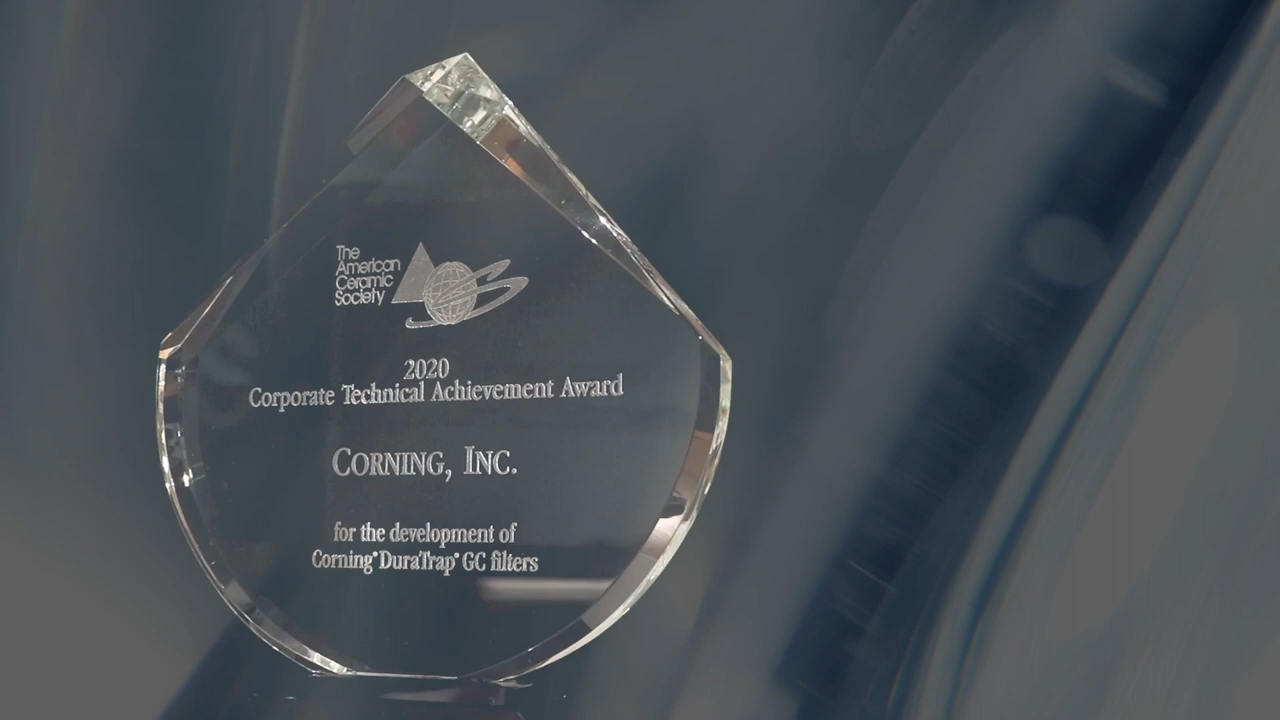 The
American
Ceramic
Society
2020
Corporate Technical Achievement Award
CORNING, INC.
for the development of
Corning® DuraTrap® GC filters